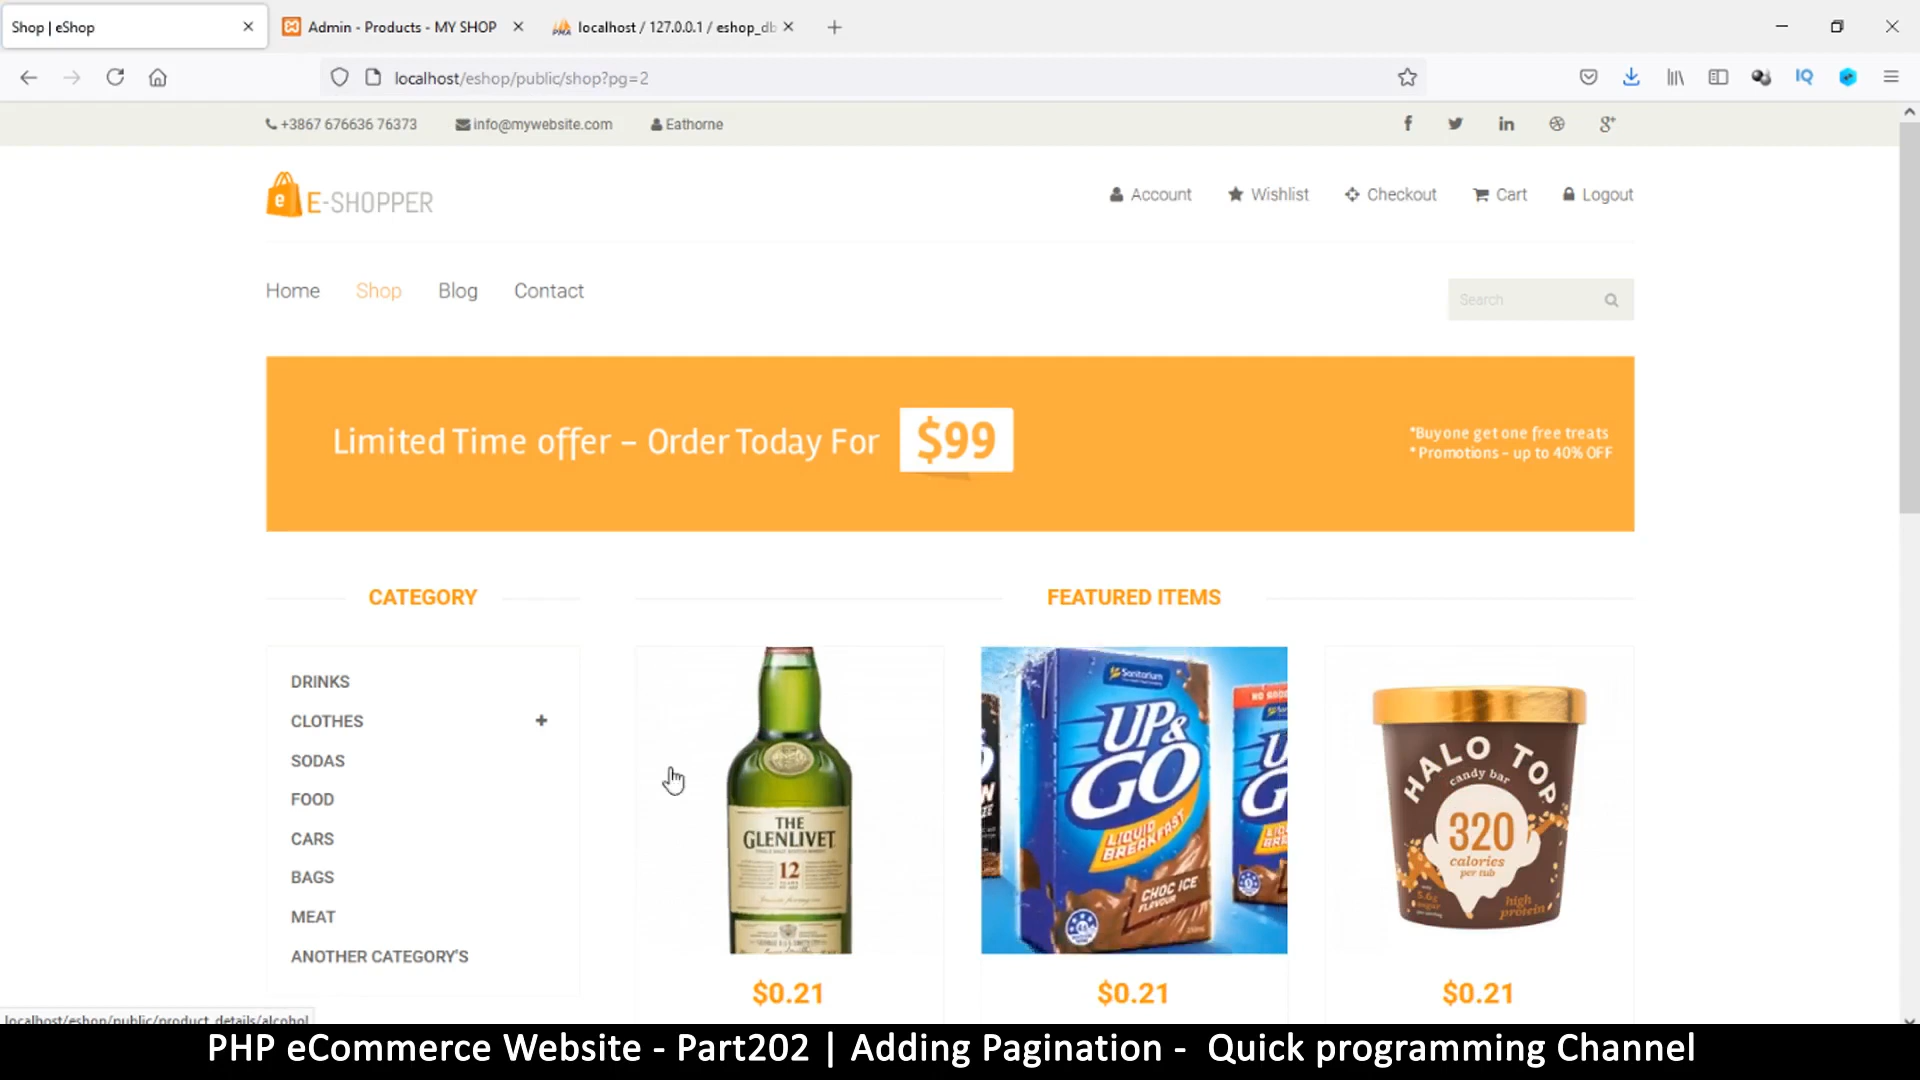 Shop | eShop
Admin - Products - MY SHOP
localhost / 127.0.0.1 / eshop_db
localhost/eshop/public/shop?pg=2
+3867 676636 76373
info@mywebsite.com
Eathorne
E-SHOPPER
Account
Wishlist
Checkout
Cart
Logout
Home
Shop
Blog
Contact
Search
Limited Time offer – Order Today For
$99
*Buy one get one free treats
* Promotions - up to 40% OFF
CATEGORY
FEATURED ITEMS
DRINKS
CLOTHES
SODAS
FOOD
CARS
BAGS
MEAT
ANOTHER CATEGORY'S
THE
GLENLIVET
12
Sanitarium
UP&
GO
LIQUID
BREAKFAST
CHOC ICE
FLAVOUR
HALO TOP
candy bar
320
calories
per tub
high
protein
$0.21
$0.21
$0.21
localhost/eshop/public/product_details/alcohol
PHP eCommerce Website - Part202 | Adding Pagination - Quick programming Channel